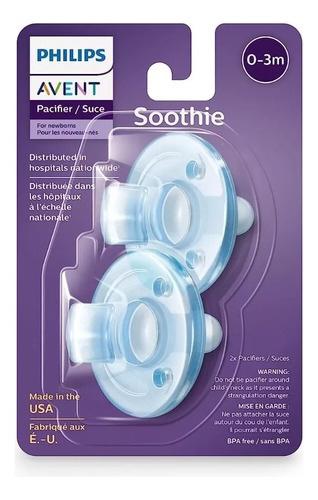 PHILIPS
AVENT
Pacifier / Suce
For newborns
Pour les nouveau-nés
0-3m
Soothie
Distributed in
hospitals nationwide
Distribuée dans
les hôpitaux
à l'échelle
nationale
2x Pacifiers / Suces
WARNING:
Do not tie pacifier around
child's neck as it presents a
strangulation danger.
MISE EN GARDE :
Ne pas attacher la suce
autour du cou de l'enfant.
Il pourrait s'étrangler
BPA free / sans BPA
Made in the
USA
Fabriqué aux
É.-U.